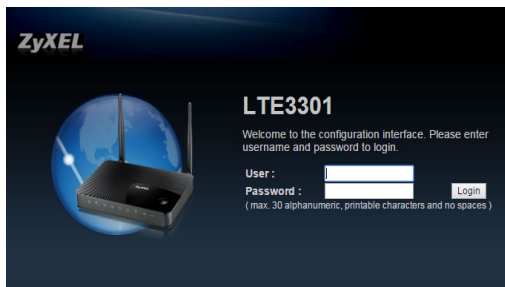 ZyXEL
LTE3301
Welcome to the configuration interface. Please enter
username and password to login.
User :
Password :
Login
( max. 30 alphanumeric, printable characters and no spaces )
ZyXEL